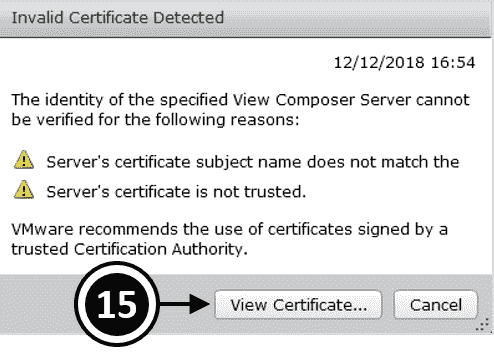 Invalid Certificate Detected
12/12/2018 16:54
The identity of the specified View Composer Server cannot
be verified for the following reasons:
Server's certificate subject name does not match the
Server's certificate is not trusted.
VMware recommends the use of certificates signed by a
trusted Certification Authority.
15 View Certificate... Cancel